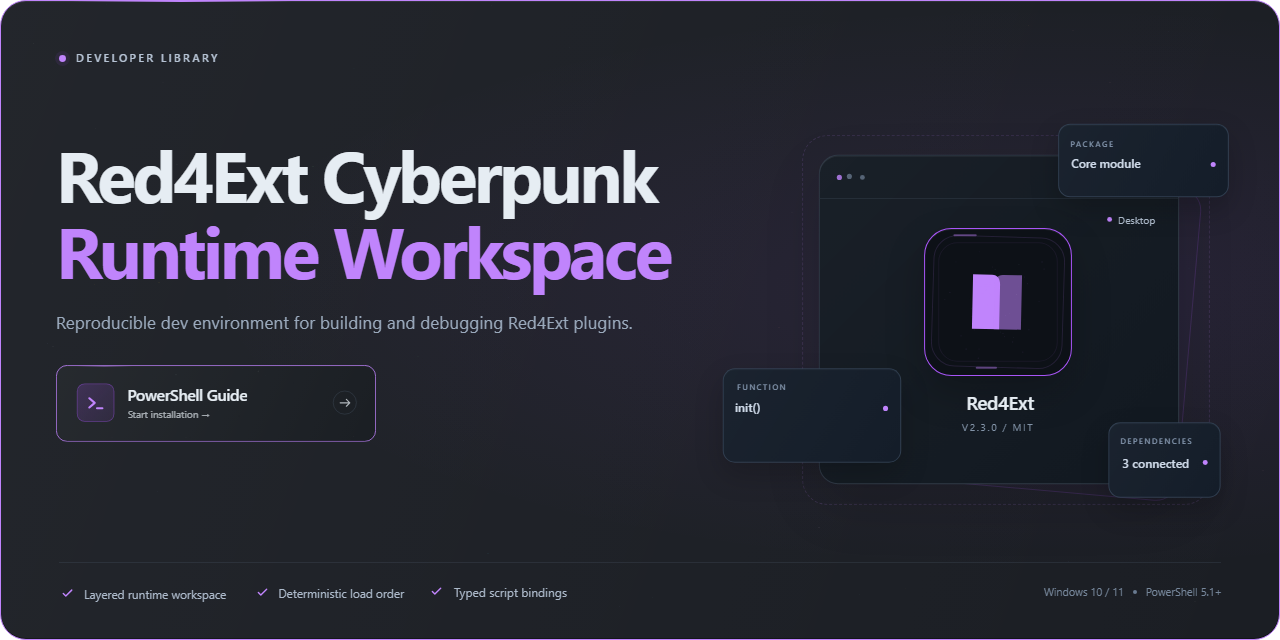 DEVELOPER LIBRARY
Red4Ext Cyberpunk
Runtime Workspace
Reproducible dev environment for building and debugging Red4Ext plugins.
PowerShell Guide
Start installation →
PACKAGE
Core module
Desktop
FUNCTION
init()
Red4Ext
V2.3.0 / MIT
DEPENDENCIES
3 connected
Layered runtime workspace
Deterministic load order
Typed script bindings
Windows 10 / 11 • PowerShell 5.1+